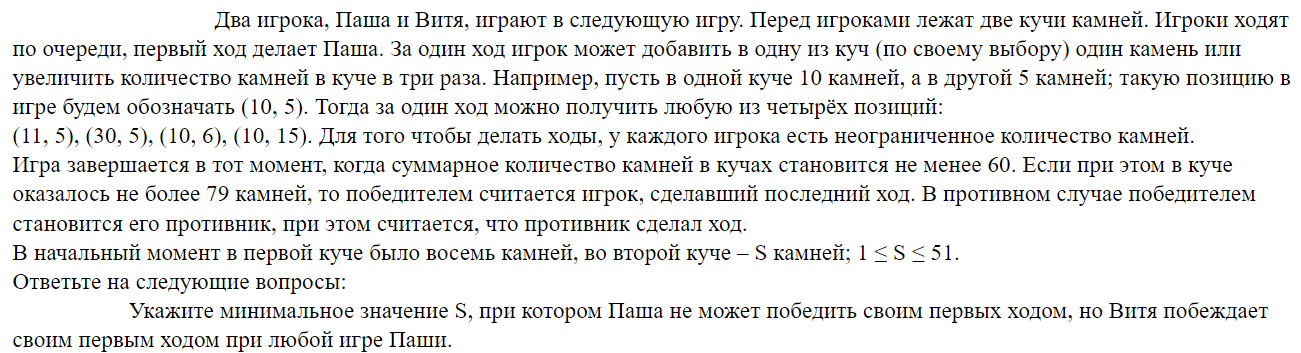 Два игрока, Паша и Витя, играют в следующую игру. Перед игроками лежат две кучи камней. Игроки ходят
по очереди, первый ход делает Паша. За один ход игрок может добавить в одну из куч (по своему выбору) один камень или
увеличить количество камней в куче в три раза. Например, пусть в одной куче 10 камней, а в другой 5 камней; такую позицию в
игре будем обозначать (10, 5). Тогда за один ход можно получить любую из четырёх позиций:
(11, 5), (30, 5), (10, 6), (10, 15). Для того чтобы делать ходы, у каждого игрока есть неограниченное количество камней.
Игра завершается в тот момент, когда суммарное количество камней в кучах становится не менее 60. Если при этом в куче
оказалось не более 79 камней, то победителем считается игрок, сделавший последний ход. В противном случае победителем
становится его противник, при этом считается, что противник сделал ход.
В начальный момент в первой куче было восемь камней, во второй куче – S камней; 1 ≤ S ≤ 51.
Ответьте на следующие вопросы:
Укажите минимальное значение S, при котором Паша не может победить своим первых ходом, но Витя побеждает
своим первым ходом при любой игре Паши.